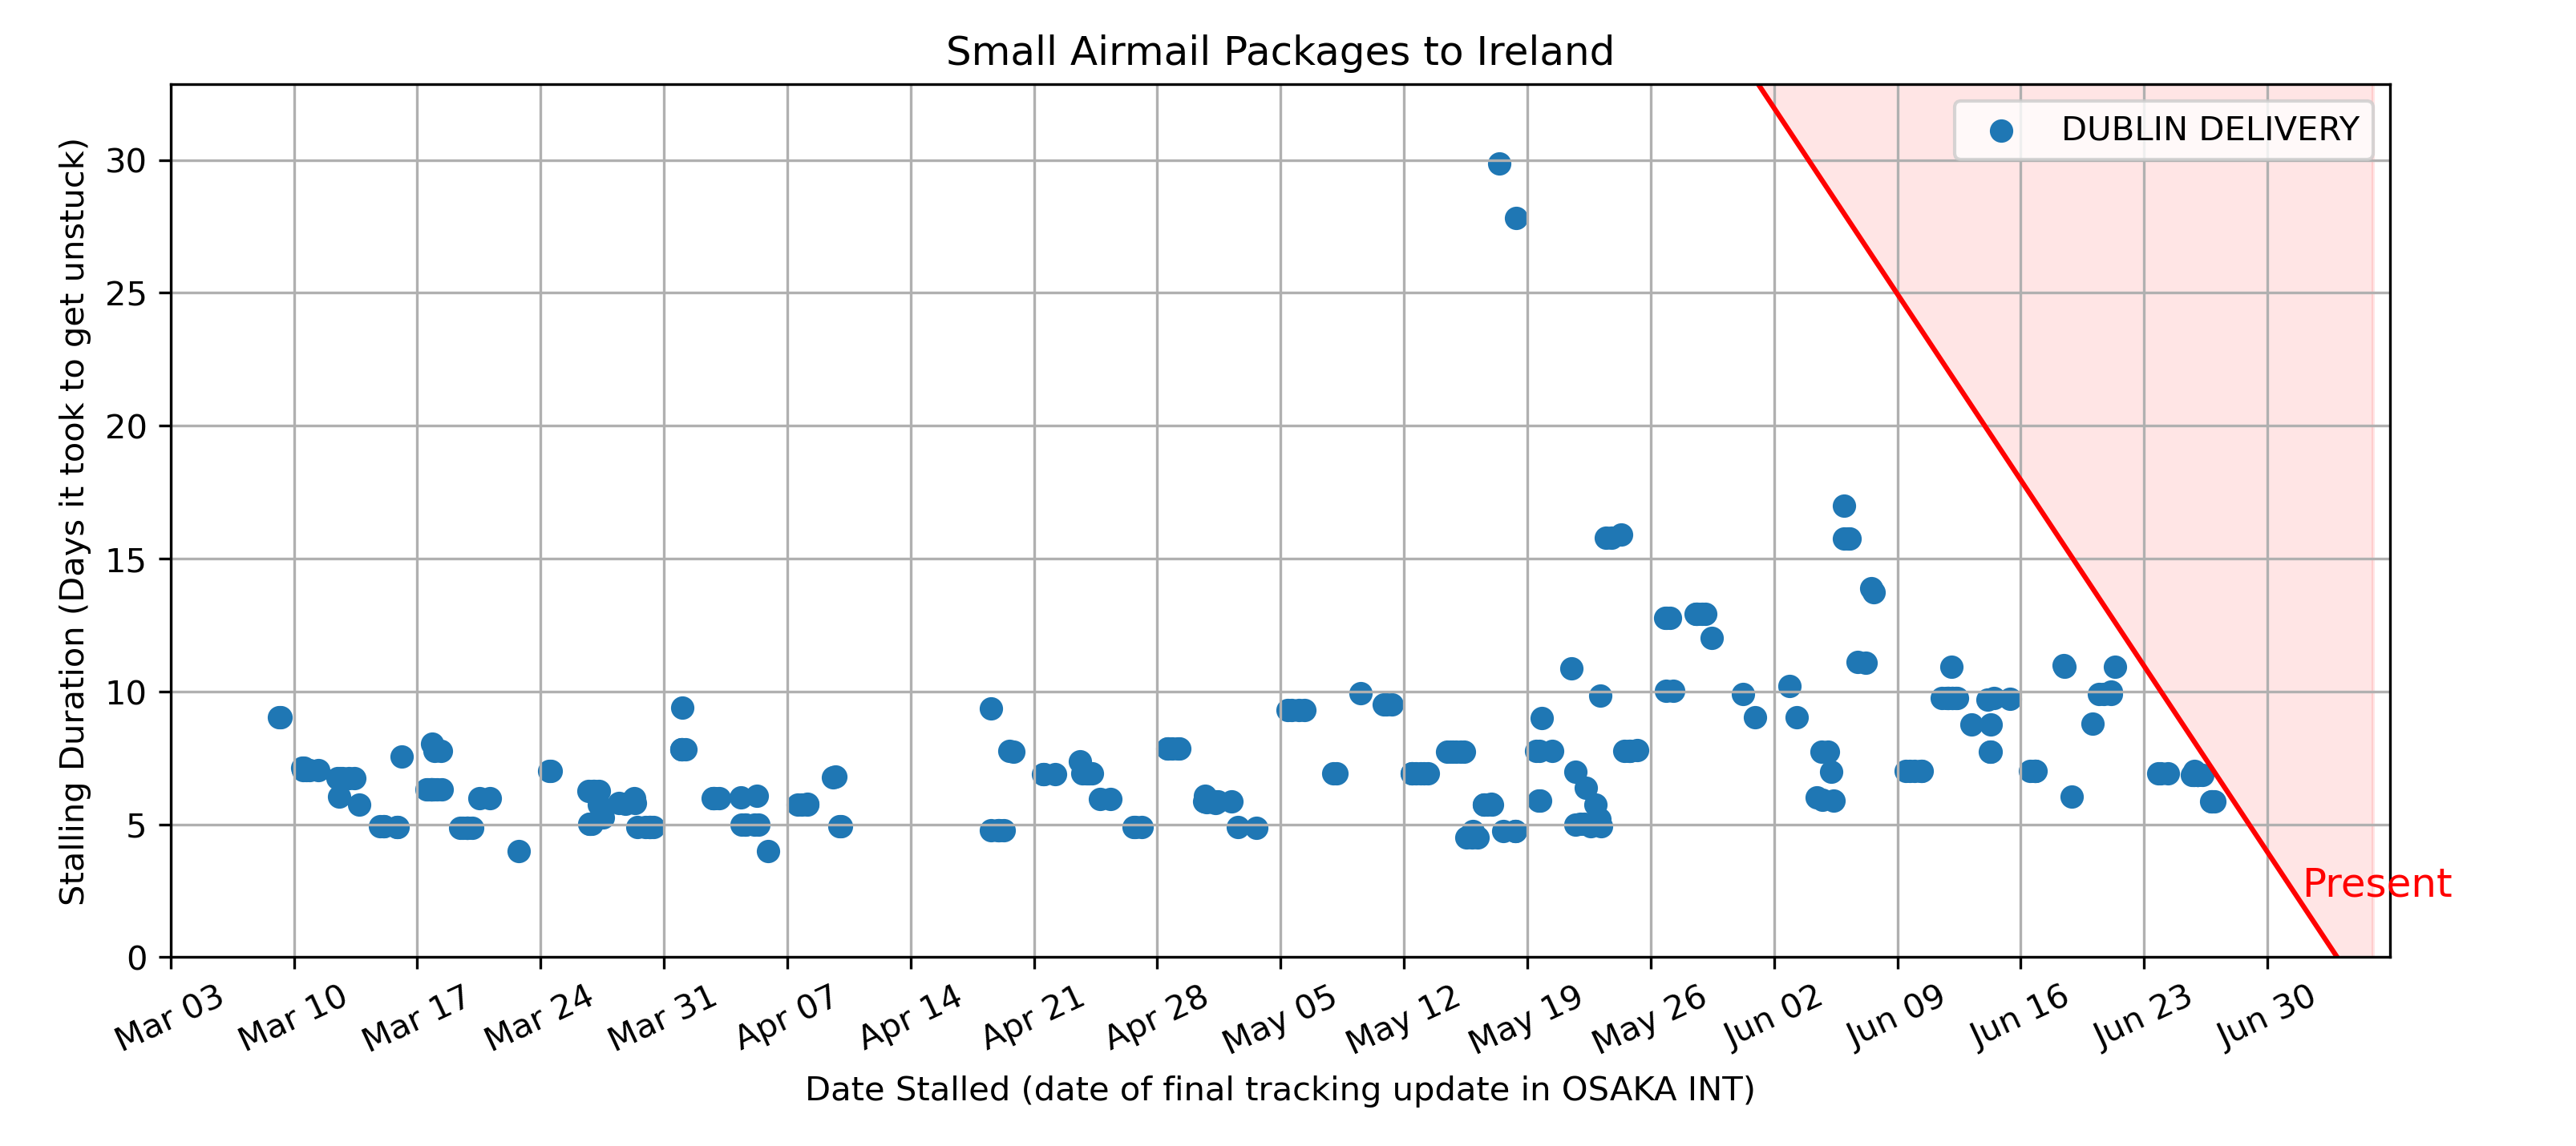 Small Airmail Packages to Ireland
DUBLIN DELIVERY
Stalling Duration (Days it took to get unstuck)
30
25
20
15
10
5
0
Present
Mar 03
Mar 10
Mar 17
Mar 24
Mar 31
Apr 07
Apr 14
Apr 21
Apr 28
May 05
May 12
May 19
May 26
Jun 02
Jun 09
Jun 16
Jun 23
Jun 30
Date Stalled (date of final tracking update in OSAKA INT)